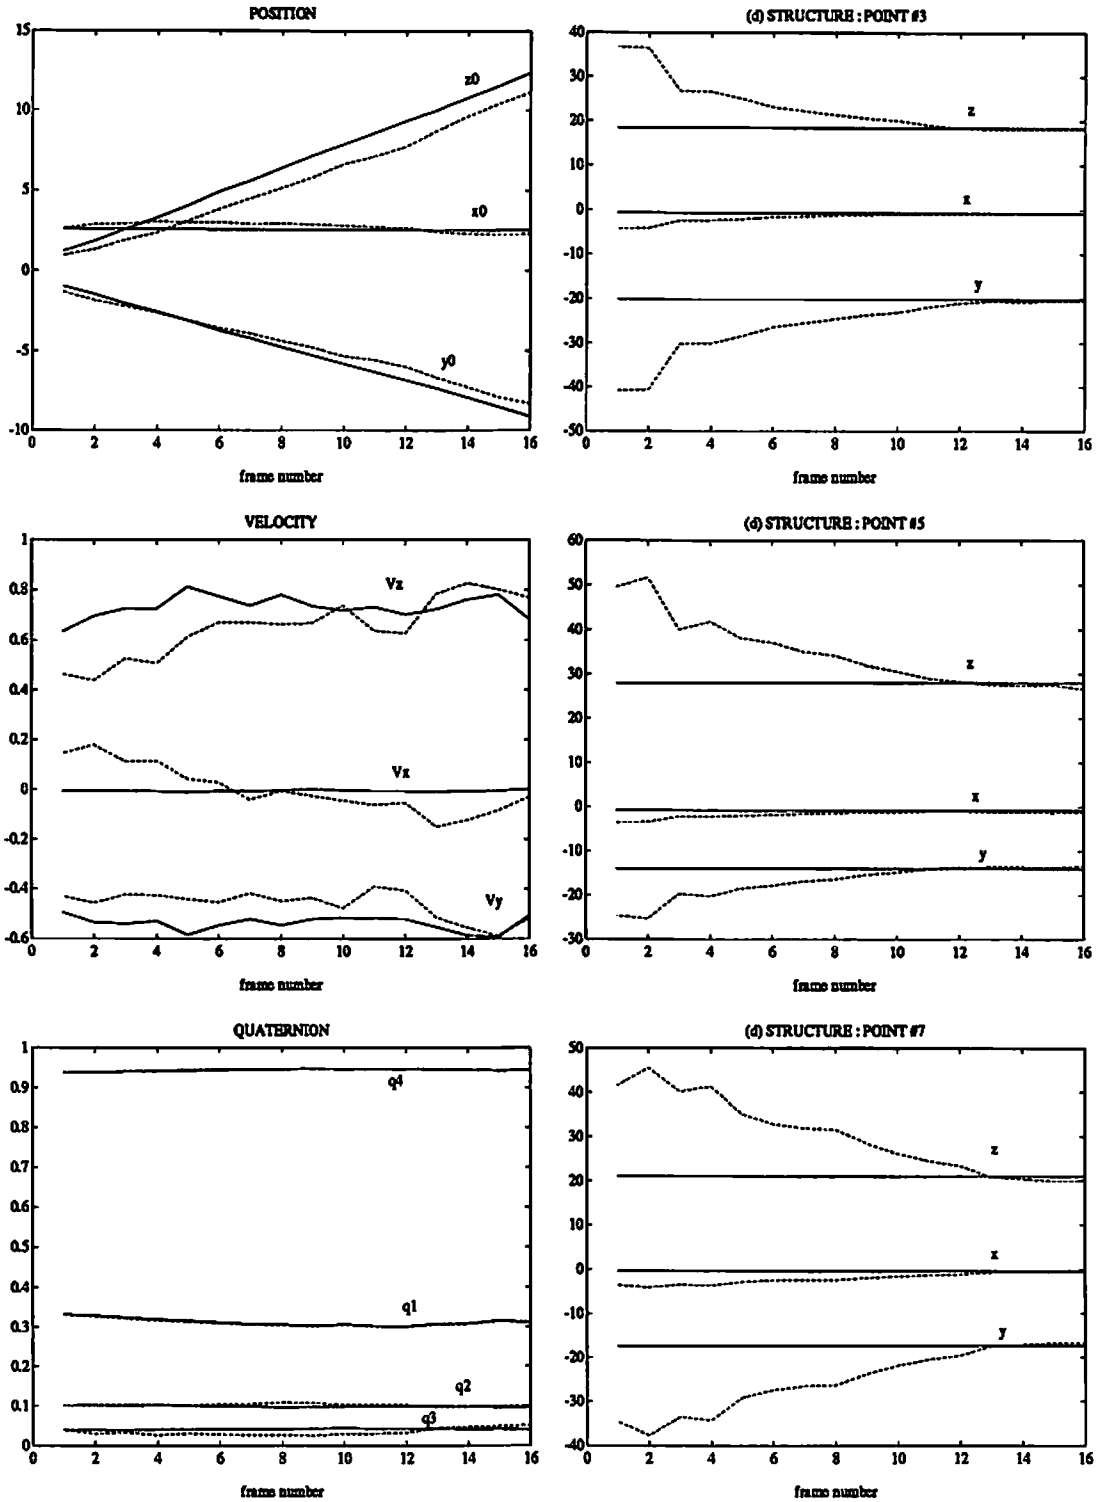 POSITION
15
10
5
0
-5
-10
z0
x0
y0
0 2 4 6 8 10 12 14 16
frame number
(d) STRUCTURE : POINT #3
40
30
20
10
0
-10
-20
-30
-40
-50
z
x
y
0 2 4 6 8 10 12 14 16
frame number
VELOCITY
1
0.8
0.6
0.4
0.2
0
-0.2
-0.4
-0.6
Vz
Vx
Vy
0 2 4 6 8 10 12 14 16
frame number
(d) STRUCTURE : POINT #5
60
50
40
30
20
10
0
-10
-20
-30
z
x
y
0 2 4 6 8 10 12 14 16
frame number
QUATERNION
1
0.9
0.8
0.7
0.6
0.5
0.4
0.3
0.2
0.1
0
q4
q1
q2
q3
0 2 4 6 8 10 12 14 16
frame number
(d) STRUCTURE : POINT #7
50
40
30
20
10
0
-10
-20
-30
-40
z
x
y
0 2 4 6 8 10 12 14 16
frame number